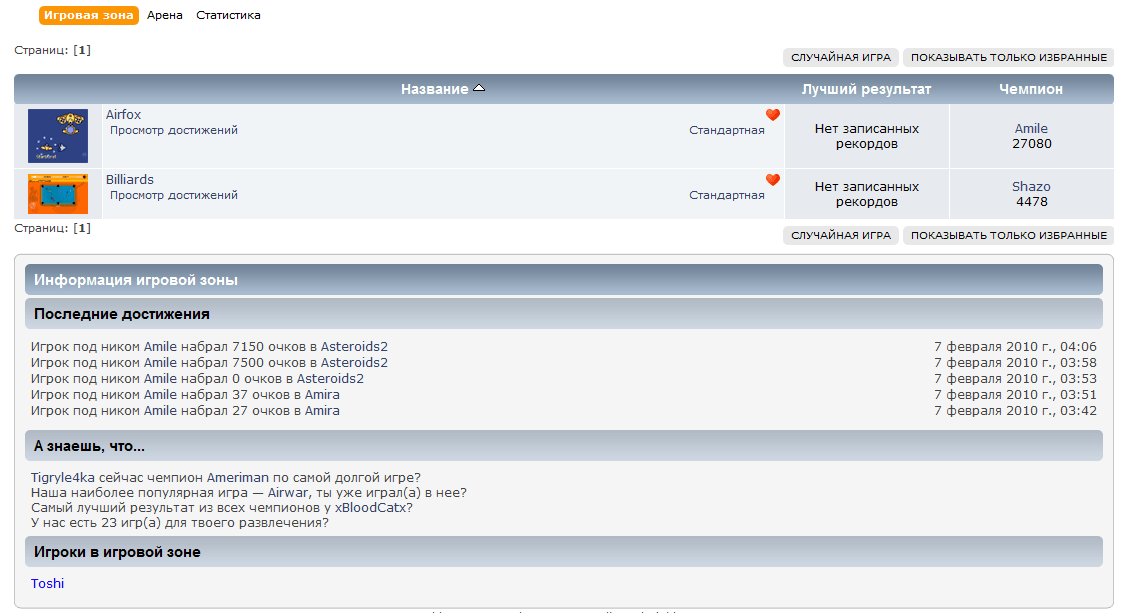 Игровая зона Арена Статистика
Страниц: [1]
СЛУЧАЙНАЯ ИГРА ПОКАЗЫВАТЬ ТОЛЬКО ИЗБРАННЫЕ
Название Лучший результат Чемпион
Airfox
Просмотр достижений Стандартная
Нет записанных
рекордов
Amile
27080
Billiards
Просмотр достижений Стандартная
Нет записанных
рекордов
Shazo
4478
Страниц: [1]
СЛУЧАЙНАЯ ИГРА ПОКАЗЫВАТЬ ТОЛЬКО ИЗБРАННЫЕ
Информация игровой зоны
Последние достижения
Игрок под ником Amile набрал 7150 очков в Asteroids2 7 февраля 2010 г., 04:06
Игрок под ником Amile набрал 7500 очков в Asteroids2 7 февраля 2010 г., 03:58
Игрок под ником Amile набрал 0 очков в Asteroids2 7 февраля 2010 г., 03:53
Игрок под ником Amile набрал 37 очков в Amira 7 февраля 2010 г., 03:51
Игрок под ником Amile набрал 27 очков в Amira 7 февраля 2010 г., 03:42
А знаешь, что...
Tigryle4ka сейчас чемпион Ameriman по самой долгой игре?
Наша наиболее популярная игра — Airwar, ты уже играл(а) в нее?
Самый лучший результат из всех чемпионов у xBloodCatx?
У нас есть 23 игр(а) для твоего развлечения?
Игроки в игровой зоне
Toshi